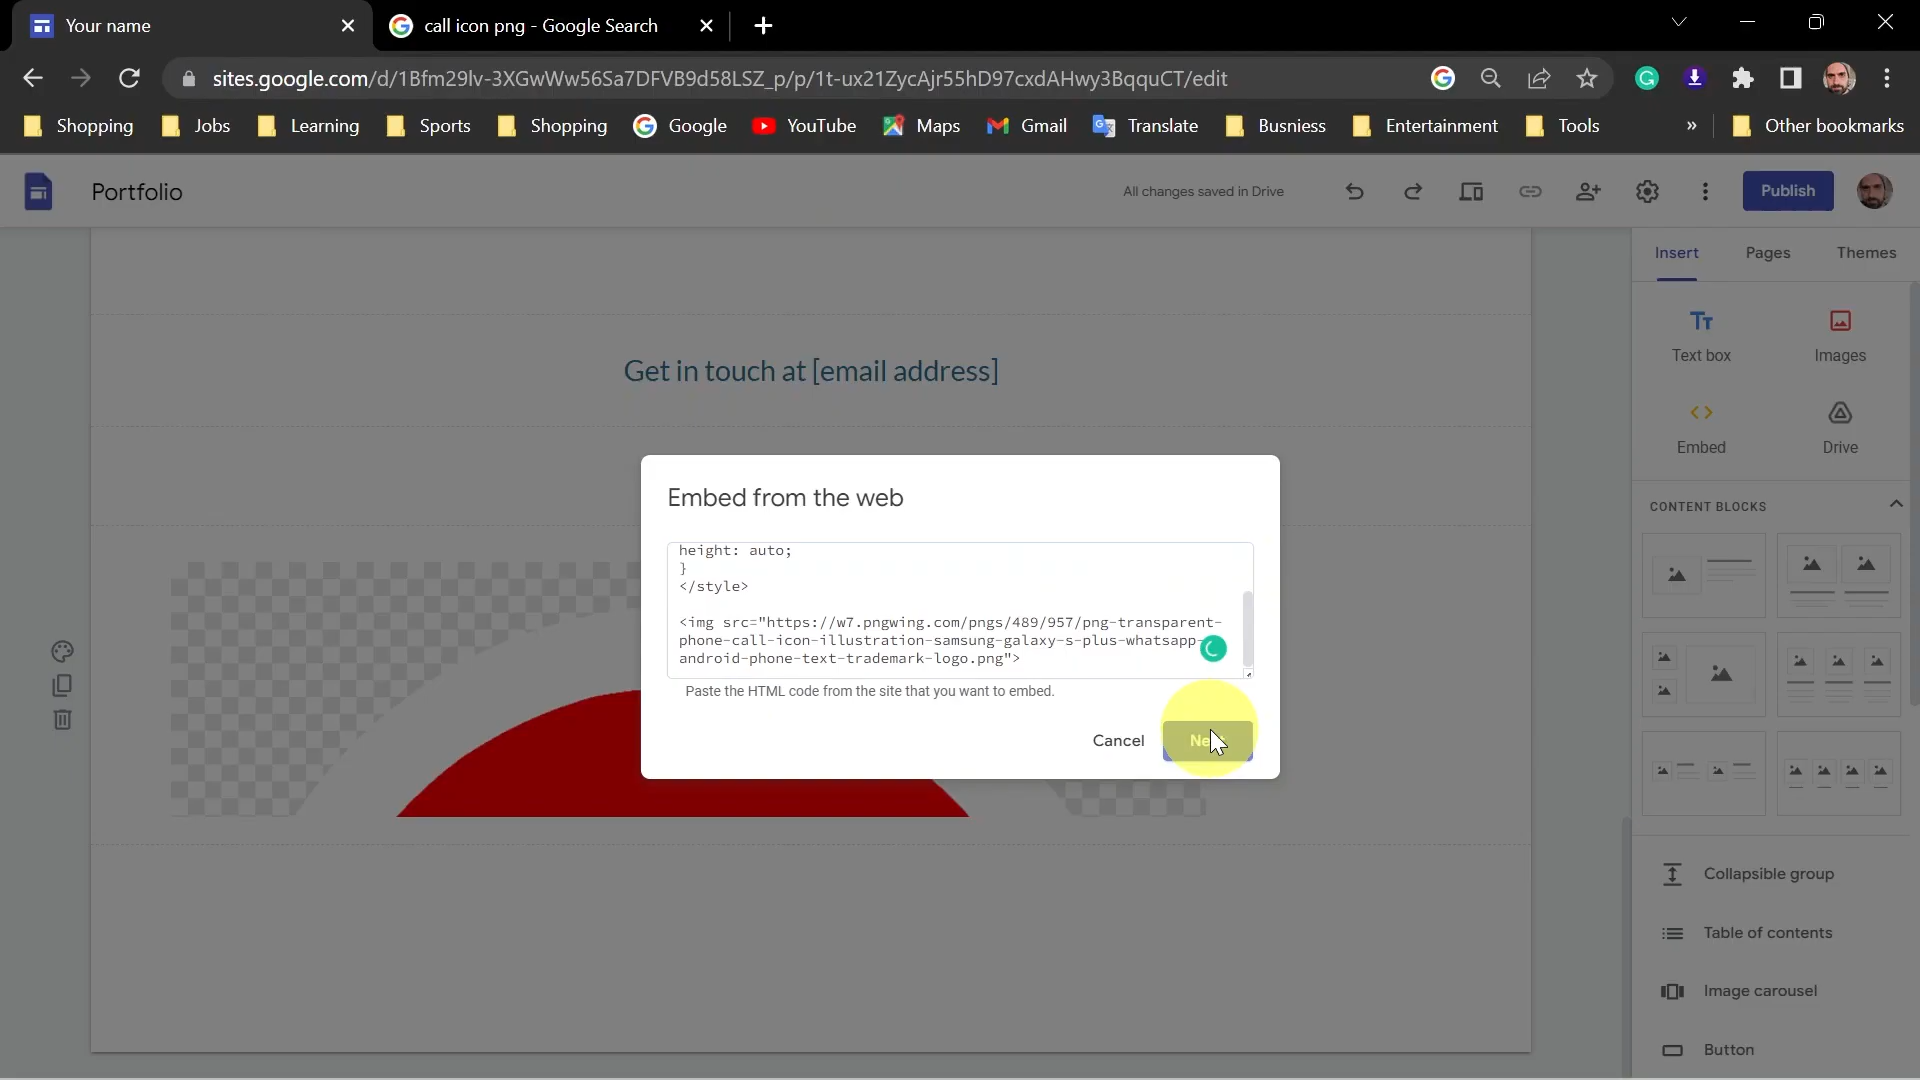 Your name
call icon png - Google Search
sites.google.com/d/1Bfm29lv-3XGwWw56Sa7DFVB9d58LSZ_p/p/1t-ux21ZycAjr55hD97cxdAHwy3BqquCT/edit
Shopping Jobs Learning Sports Shopping Google YouTube Maps Gmail Translate Busniess Entertainment Tools » Other bookmarks
Portfolio
All changes saved in Drive
Publish
Insert Pages Themes
Text box Images
Embed Drive
CONTENT BLOCKS
Collapsible group
Table of contents
Image carousel
Button
Get in touch at [email address]
Embed from the web
height: auto;
}
</style>
<img src="https://w7.pngwing.com/pngs/489/957/png-transparent-
phone-call-icon-illustration-samsung-galaxy-s-plus-whatsapp-
android-phone-text-trademark-logo.png">
Paste the HTML code from the site that you want to embed.
Cancel